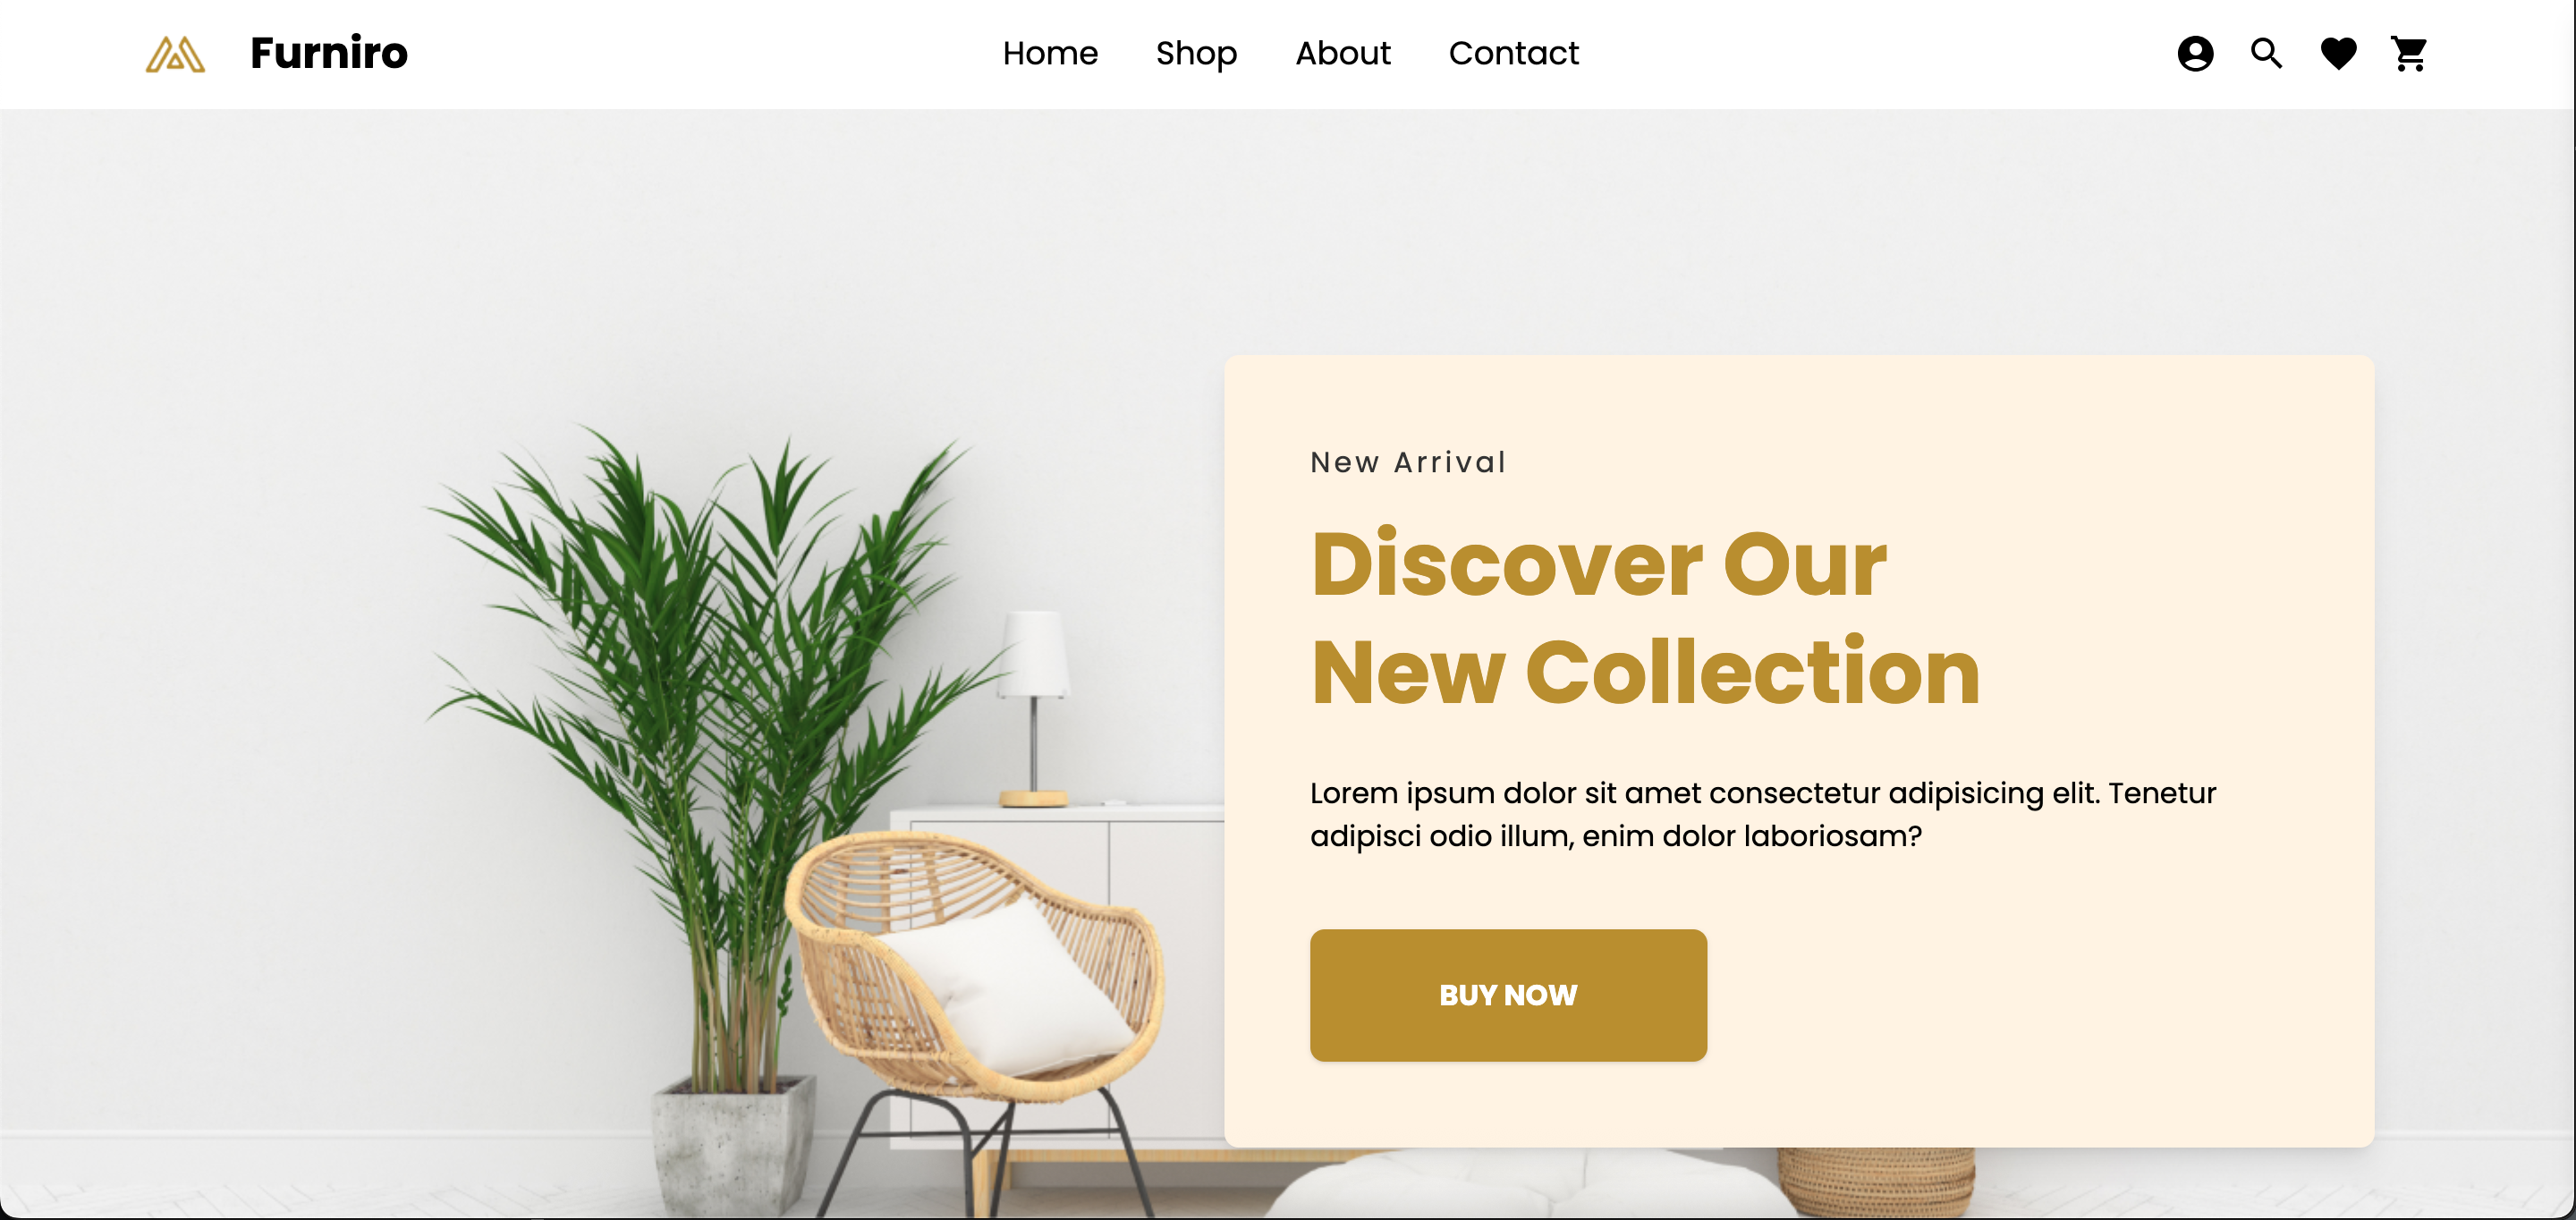 Furniro
Home Shop About Contact
New Arrival
Discover Our
New Collection
Lorem ipsum dolor sit amet consectetur adipisicing elit. Tenetur
adipisci odio illum, enim dolor laboriosam?
BUY NOW